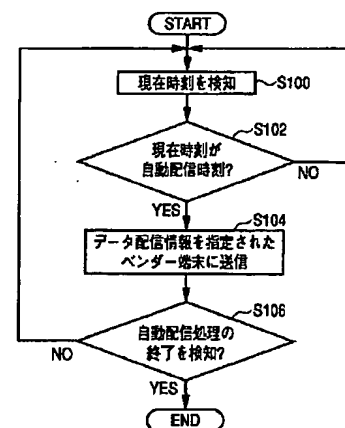 START
現在時刻を検知
S100
S102
現在時刻が
自動配信時刻?
NO
YES
S104
データ配信情報を指定された
ベンダー端末に送信
S106
自動配信処理の
終了を検知?
NO
YES
END